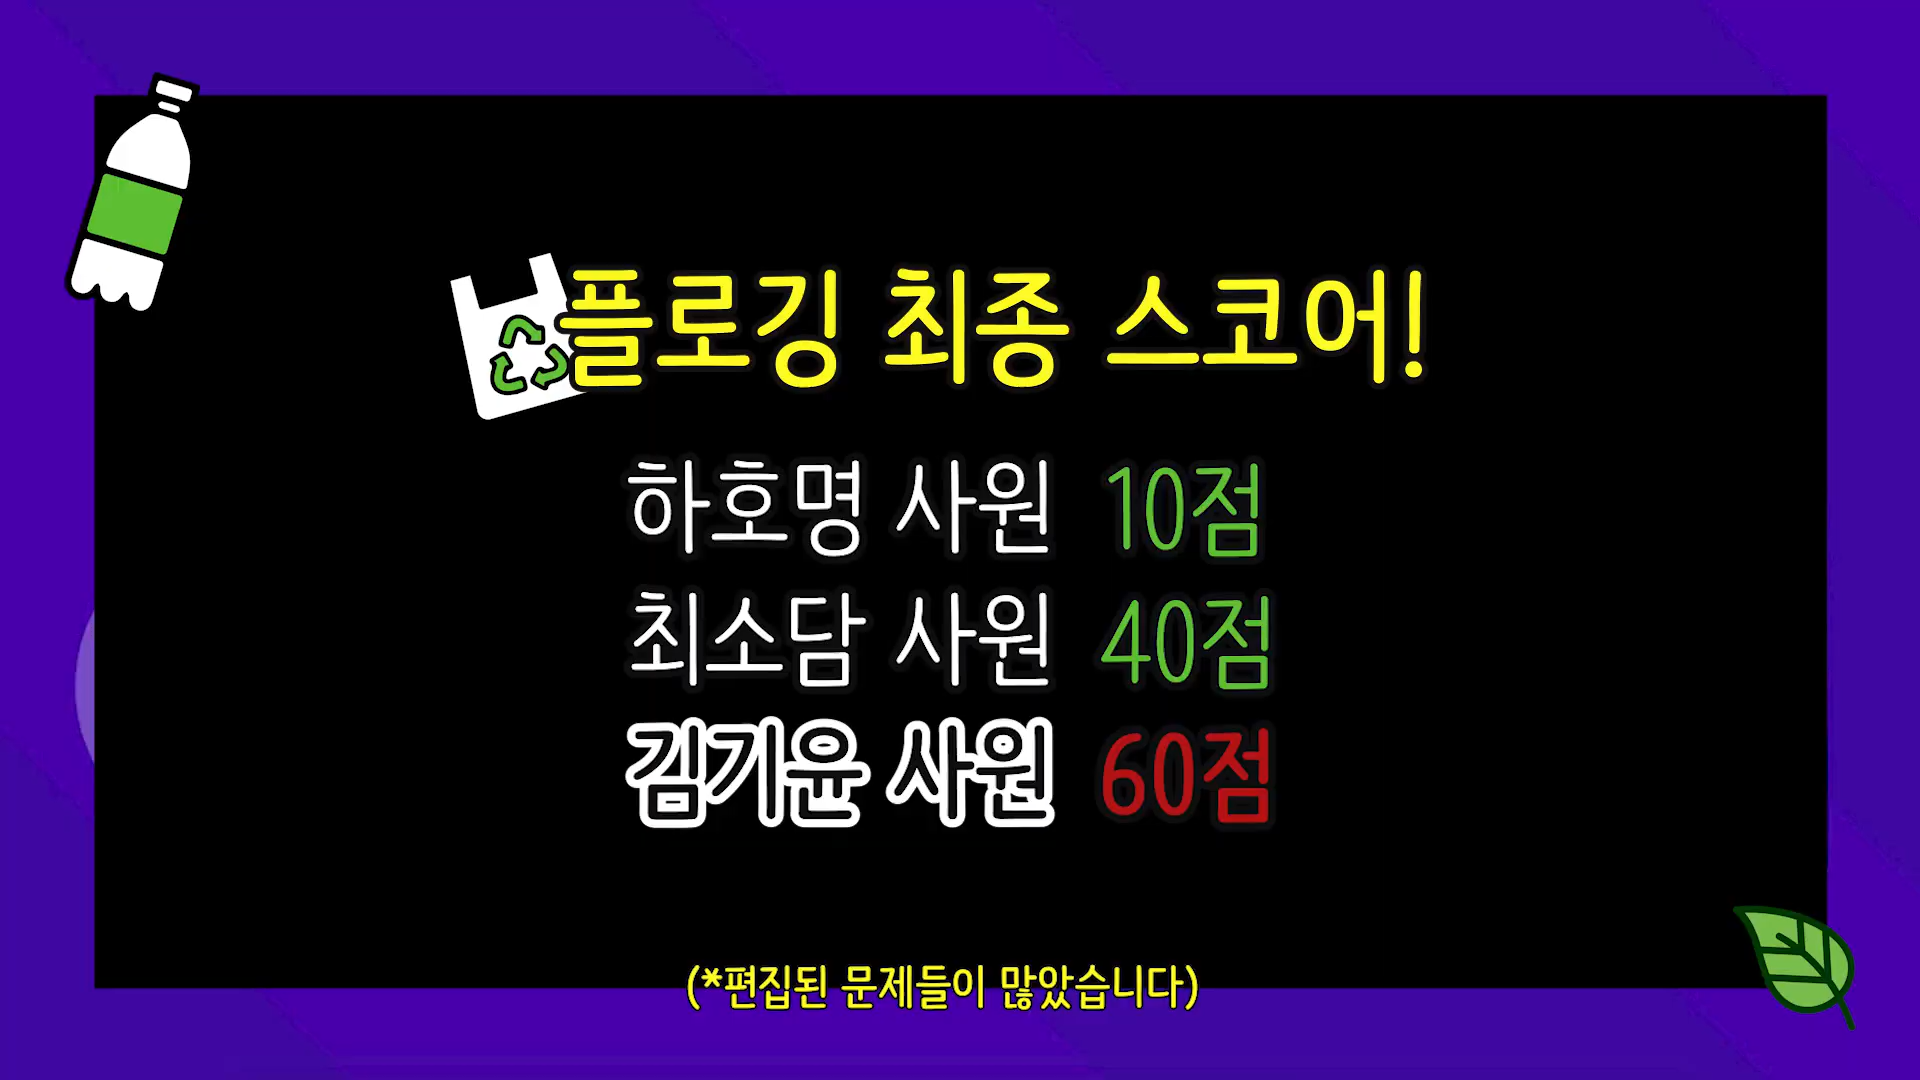 플로깅 최종 스코어!
하호명 사원 10점
최소담 사원 40점
김기윤 사원 60점
(*편집된 문제들이 많았습니다)